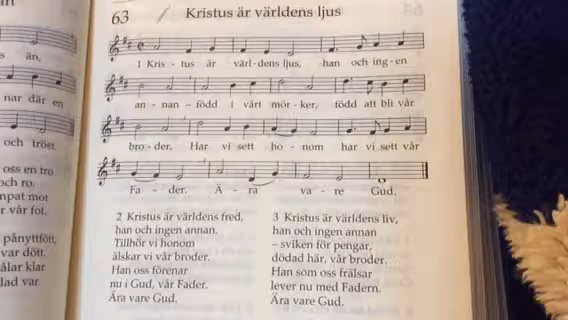 än,
nar där en
och tröst.
oss en tro
och ro.
mpat mot
r vår fot.
pånyttfött,
var dött.
ålar klar
lad var.
63 Kristus är världens ljus
1 Kris - tus är värl - dens ljus, han och ing - en
an - nan - född i vårt mör - ker, född att bli vår
bro - der. Har vi sett ho - nom har vi sett vår
Fa - der. Ä - ra va - re Gud.
2 Kristus är världens fred,
han och ingen annan.
Tillhör vi honom
älskar vi vår broder.
Han oss förenar
nu i Gud, vår Fader.
Ära vare Gud.
3 Kristus är världens liv,
han och ingen annan
– sviken för pengar,
dödad här, vår broder.
Han som oss frälsar
lever nu med Fadern.
Ära vare Gud.